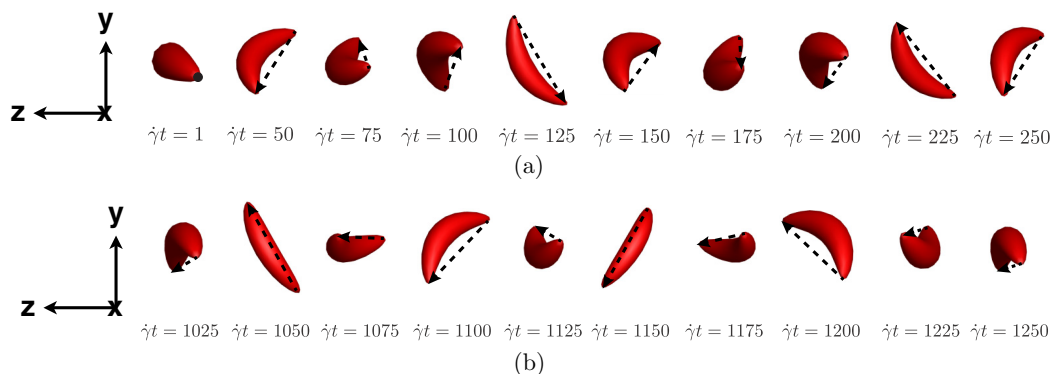 y
z
x
γ̇t = 1 γ̇t = 50 γ̇t = 75 γ̇t = 100 γ̇t = 125 γ̇t = 150 γ̇t = 175 γ̇t = 200 γ̇t = 225 γ̇t = 250
(a)
y
z
x
γ̇t = 1025 γ̇t = 1050 γ̇t = 1075 γ̇t = 1100 γ̇t = 1125 γ̇t = 1150 γ̇t = 1175 γ̇t = 1200 γ̇t = 1225 γ̇t = 1250
(b)